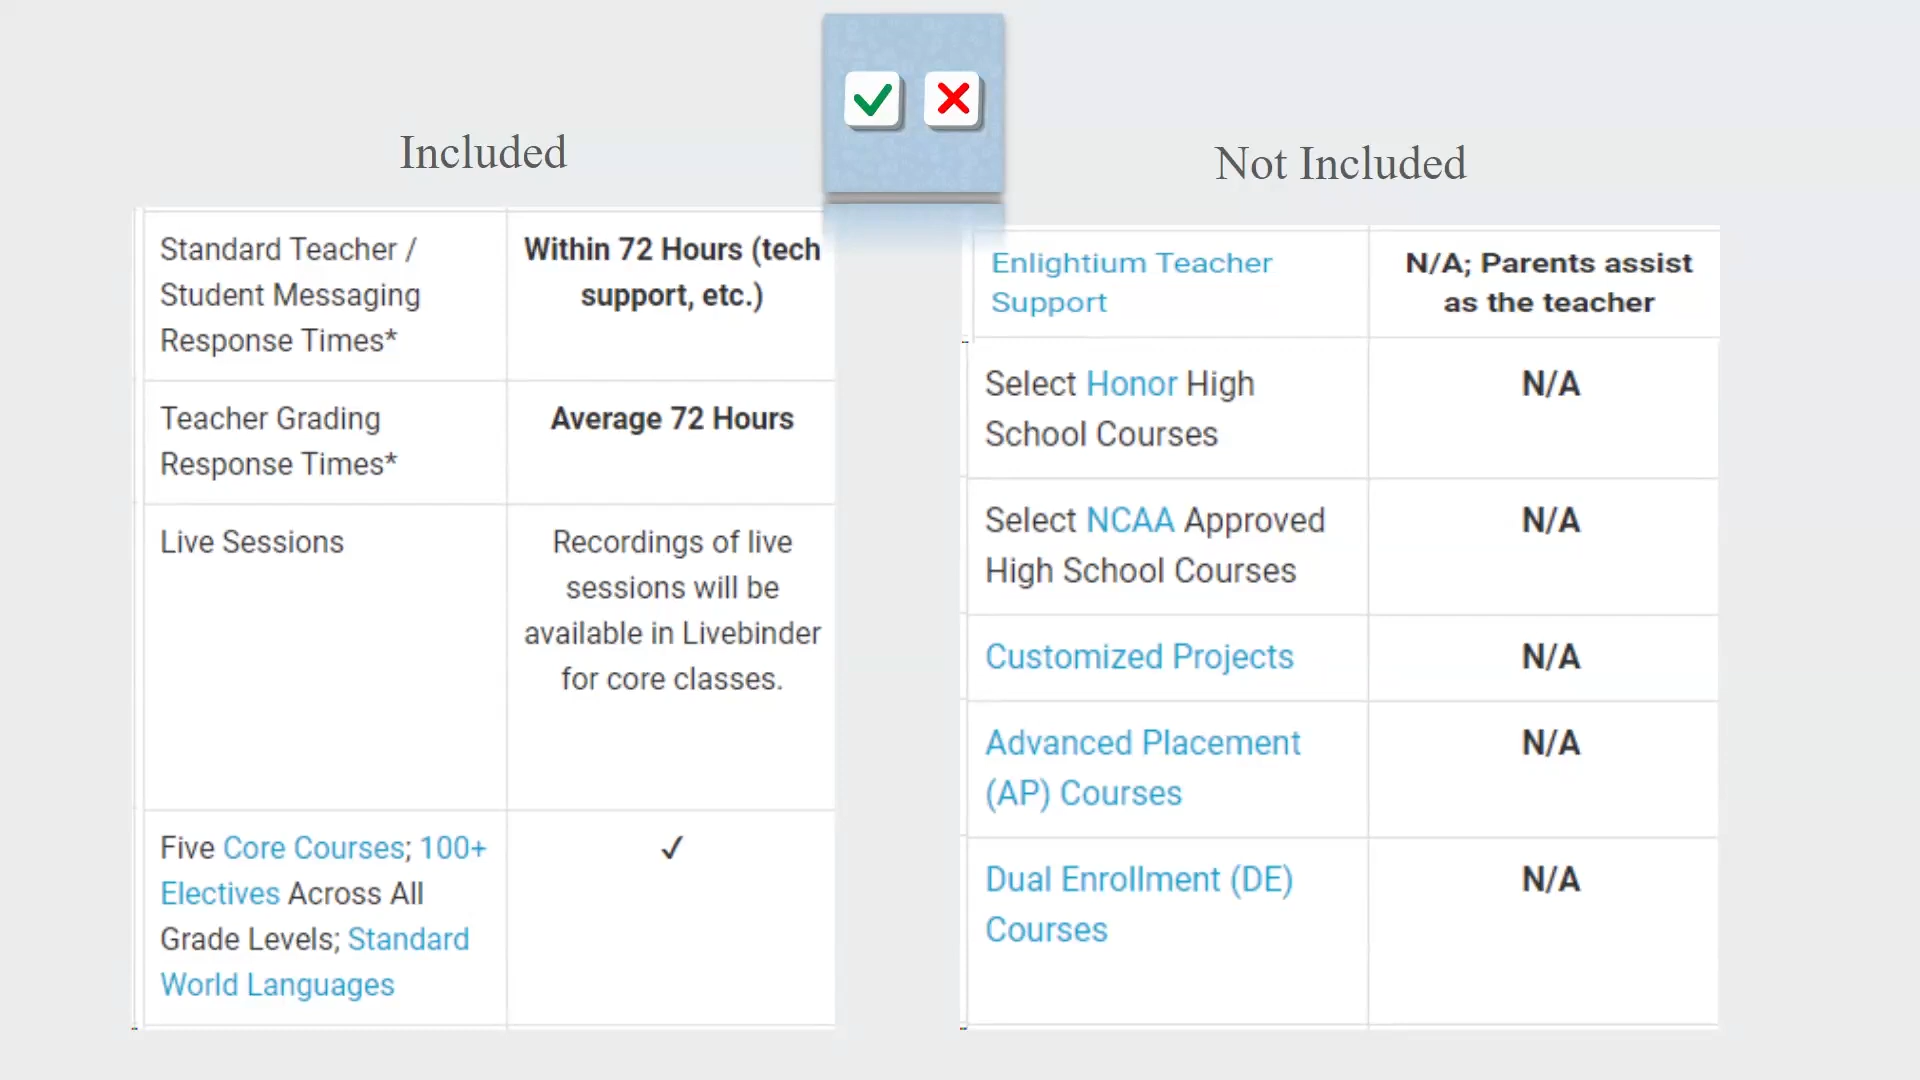 Included
Standard Teacher /
Student Messaging
Response Times*
Within 72 Hours (tech
support, etc.)
Teacher Grading
Response Times*
Average 72 Hours
Live Sessions
Recordings of live
sessions will be
available in Livebinder
for core classes.
Five Core Courses; 100+
Electives Across All
Grade Levels; Standard
World Languages
✓
Not Included
Enlightium Teacher
Support
N/A; Parents assist
as the teacher
Select Honor High
School Courses
N/A
Select NCAA Approved
High School Courses
N/A
Customized Projects
N/A
Advanced Placement
(AP) Courses
N/A
Dual Enrollment (DE)
Courses
N/A